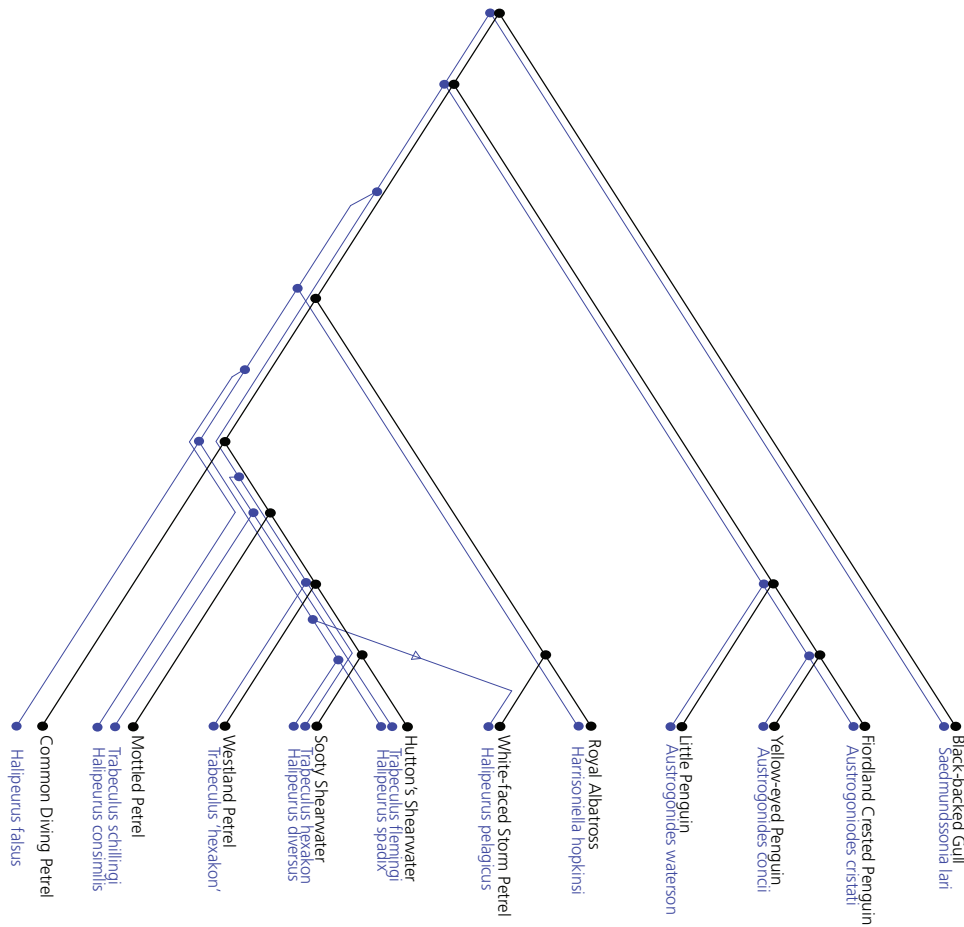 Black-backed Gull
Saedmundssonia lari
Fiordland Crested Penguin
Austrogoniodes cristati
Yellow-eyed Penguin
Austrogonides concii
Little Penguin
Austrogonides waterson
Royal Albatross
Harrisoniella hopkinsi
White-faced Storm Petrel
Halipeurus pelagicus
Hutton's Shearwater
Trabeculus flemingi
Halipeurus spadix
Sooty Shearwater
Trabeculus hexakon
Halipeurus diversus
Westland Petrel
Trabeculus 'hexakon'
Mottled Petrel
Trabeculus schillingi
Halipeurus consimilis
Common Diving Petrel
Halipeurus falsus